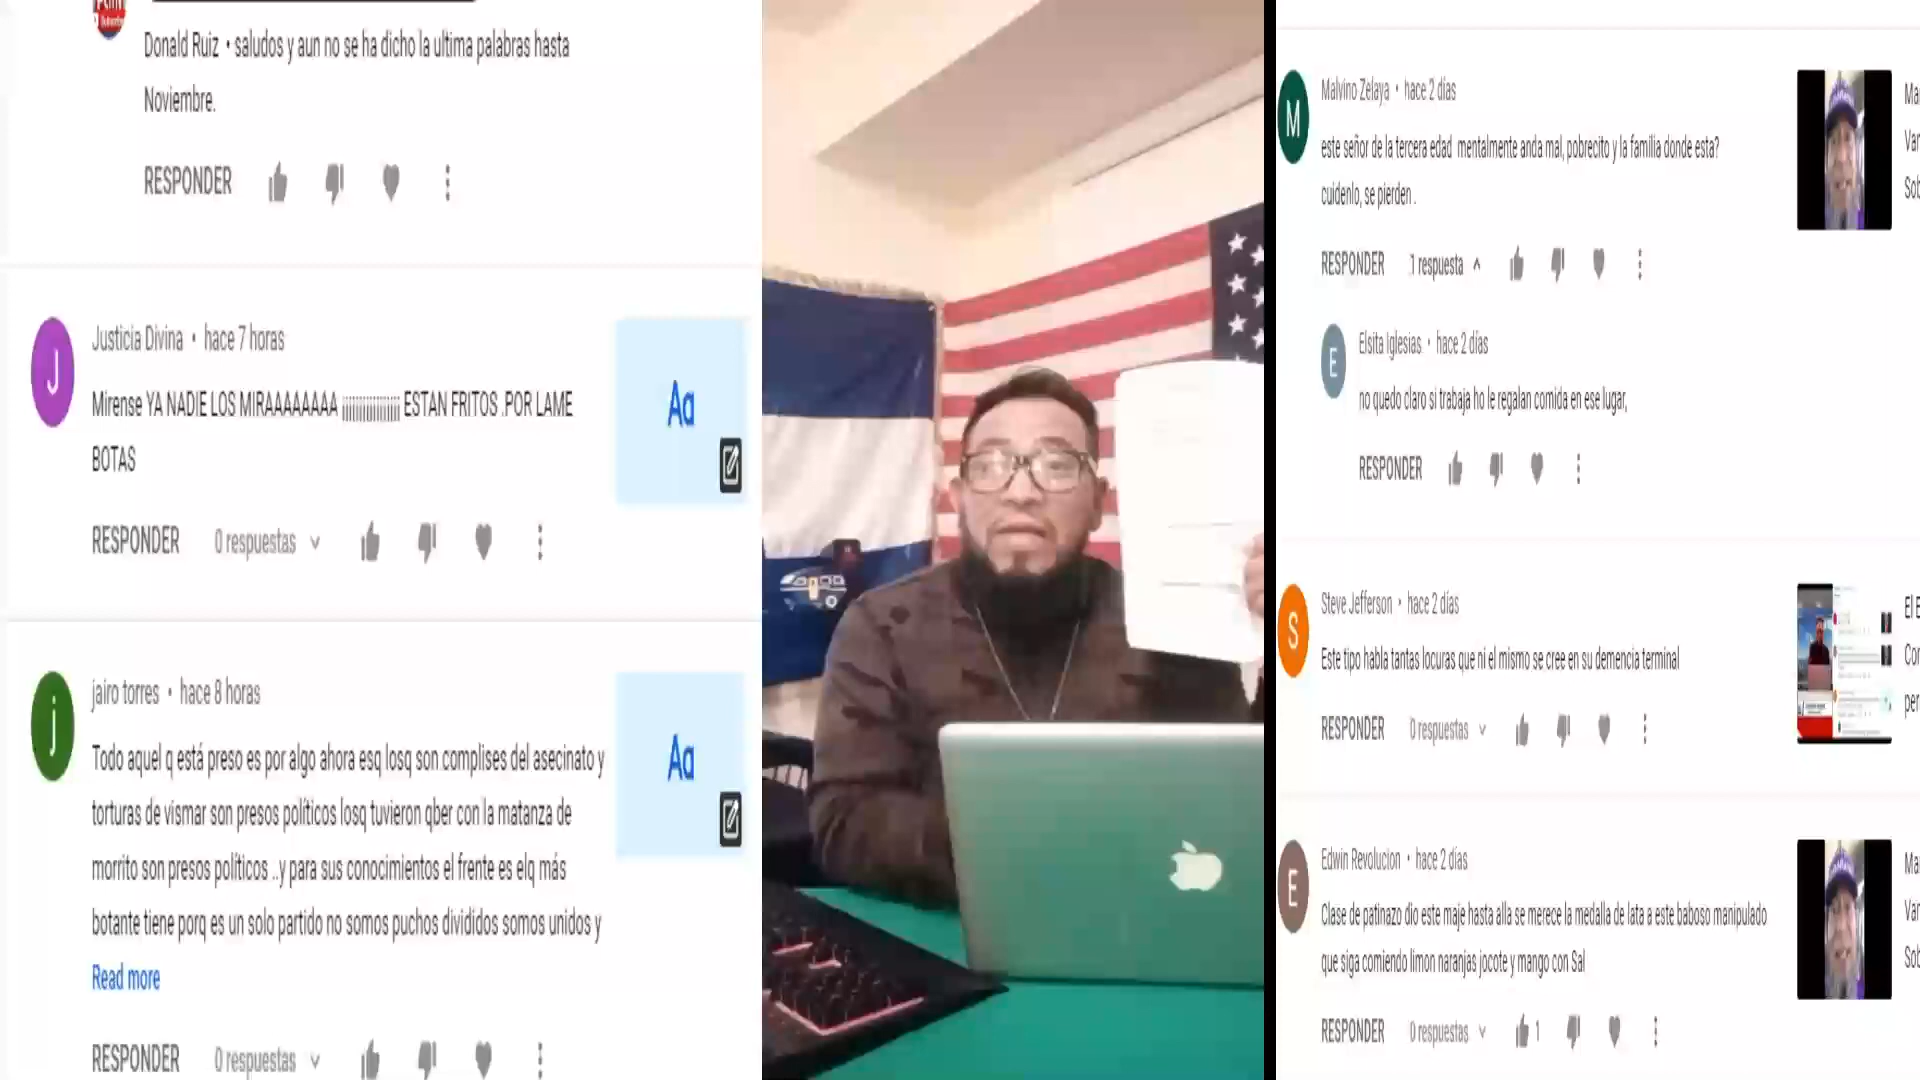 Donald Ruiz • saludos y aun no se ha dicho la ultima palabras hasta
Noviembre.
RESPONDER
J
Justicia Divina • hace 7 horas
Mirense YA NADIE LOS MIRAAAAAAAA ¡¡¡¡¡¡¡¡¡¡¡¡¡¡¡ ESTAN FRITOS .POR LAME
BOTAS
Aa
RESPONDER 0 respuestas
j
jairo torres • hace 8 horas
Todo aquel q está preso es por algo ahora esq losq son complises del asecinato y
torturas de vismar son presos políticos losq tuvieron qber con la matanza de
morrito son presos políticos ..y para sus conocimientos el frente es elq más
botante tiene porq es un solo partido no somos puchos divididos somos unidos y
Read more
Aa
RESPONDER 0 respuestas
M
Malvino Zelaya • hace 2 días
este señor de la tercera edad mentalmente anda mal, pobrecito y la familia donde esta?
cuidenlo, se pierden .
RESPONDER 1 respuesta
E
Elsita Iglesias • hace 2 días
no quedo claro si trabaja ho le regalan comida en ese lugar,
RESPONDER
S
Steve Jefferson • hace 2 días
Este tipo habla tantas locuras que ni el mismo se cree en su demencia terminal
RESPONDER 0 respuestas
E
Edwin Revolucion • hace 2 días
Clase de patinazo dio este maje hasta alla se merece la medalla de lata a este baboso manipulado
que siga comiendo limon naranjas jocote y mango con Sal
RESPONDER 0 respuestas 1